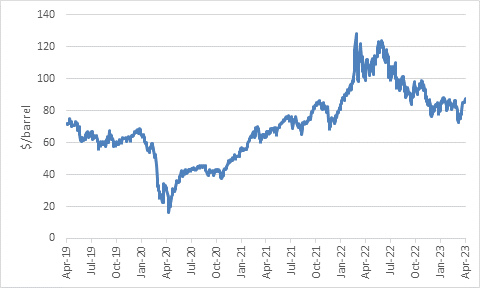 140
120
100
80
60
40
20
0
$/barrel
Apr-19
Jul-19
Oct-19
Jan-20
Apr-20
Jul-20
Oct-20
Jan-21
Apr-21
Jul-21
Oct-21
Jan-22
Apr-22
Jul-22
Oct-22
Jan-23
Apr-23